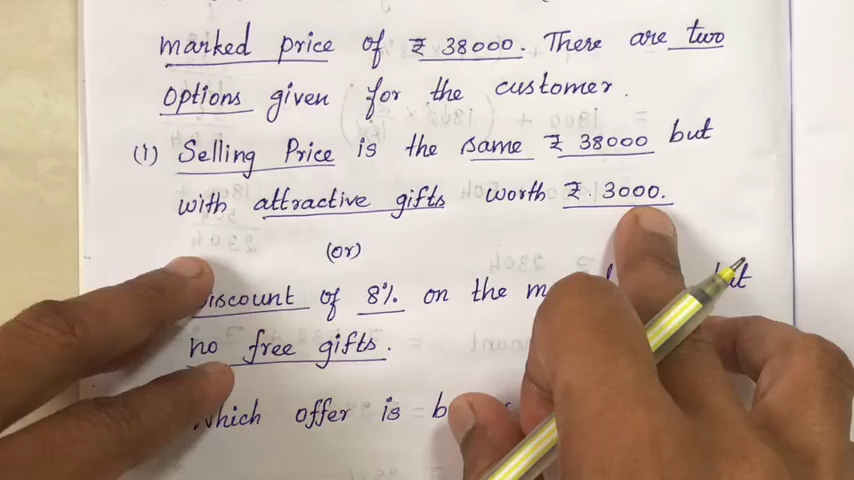 marked price of ₹ 38000. There are two
options given for the customer.
(i) Selling Price is the same ₹ 38000 but
with attractive gifts worth ₹. 3000.
(or)
discount of 8% on the
no free gifts.
Which offer is